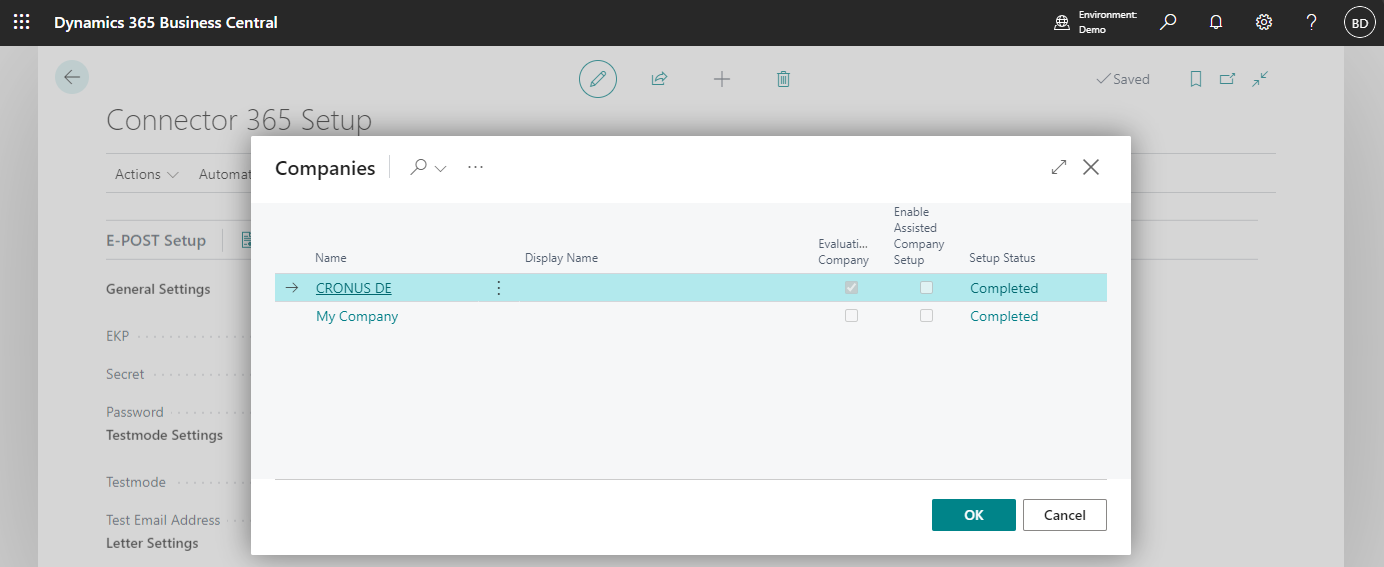 Dynamics 365 Business Central
Environment:
Demo
BD
Saved
Connector 365 Setup
Actions
Automat
E-POST Setup
General Settings
EKP
Secret
Password
Testmode Settings
Testmode
Test Email Address
Letter Settings
Companies
Name
Display Name
Evaluati...
Company
Enable
Assisted
Company
Setup
Setup Status
CRONUS DE
Completed
My Company
Completed
OK
Cancel